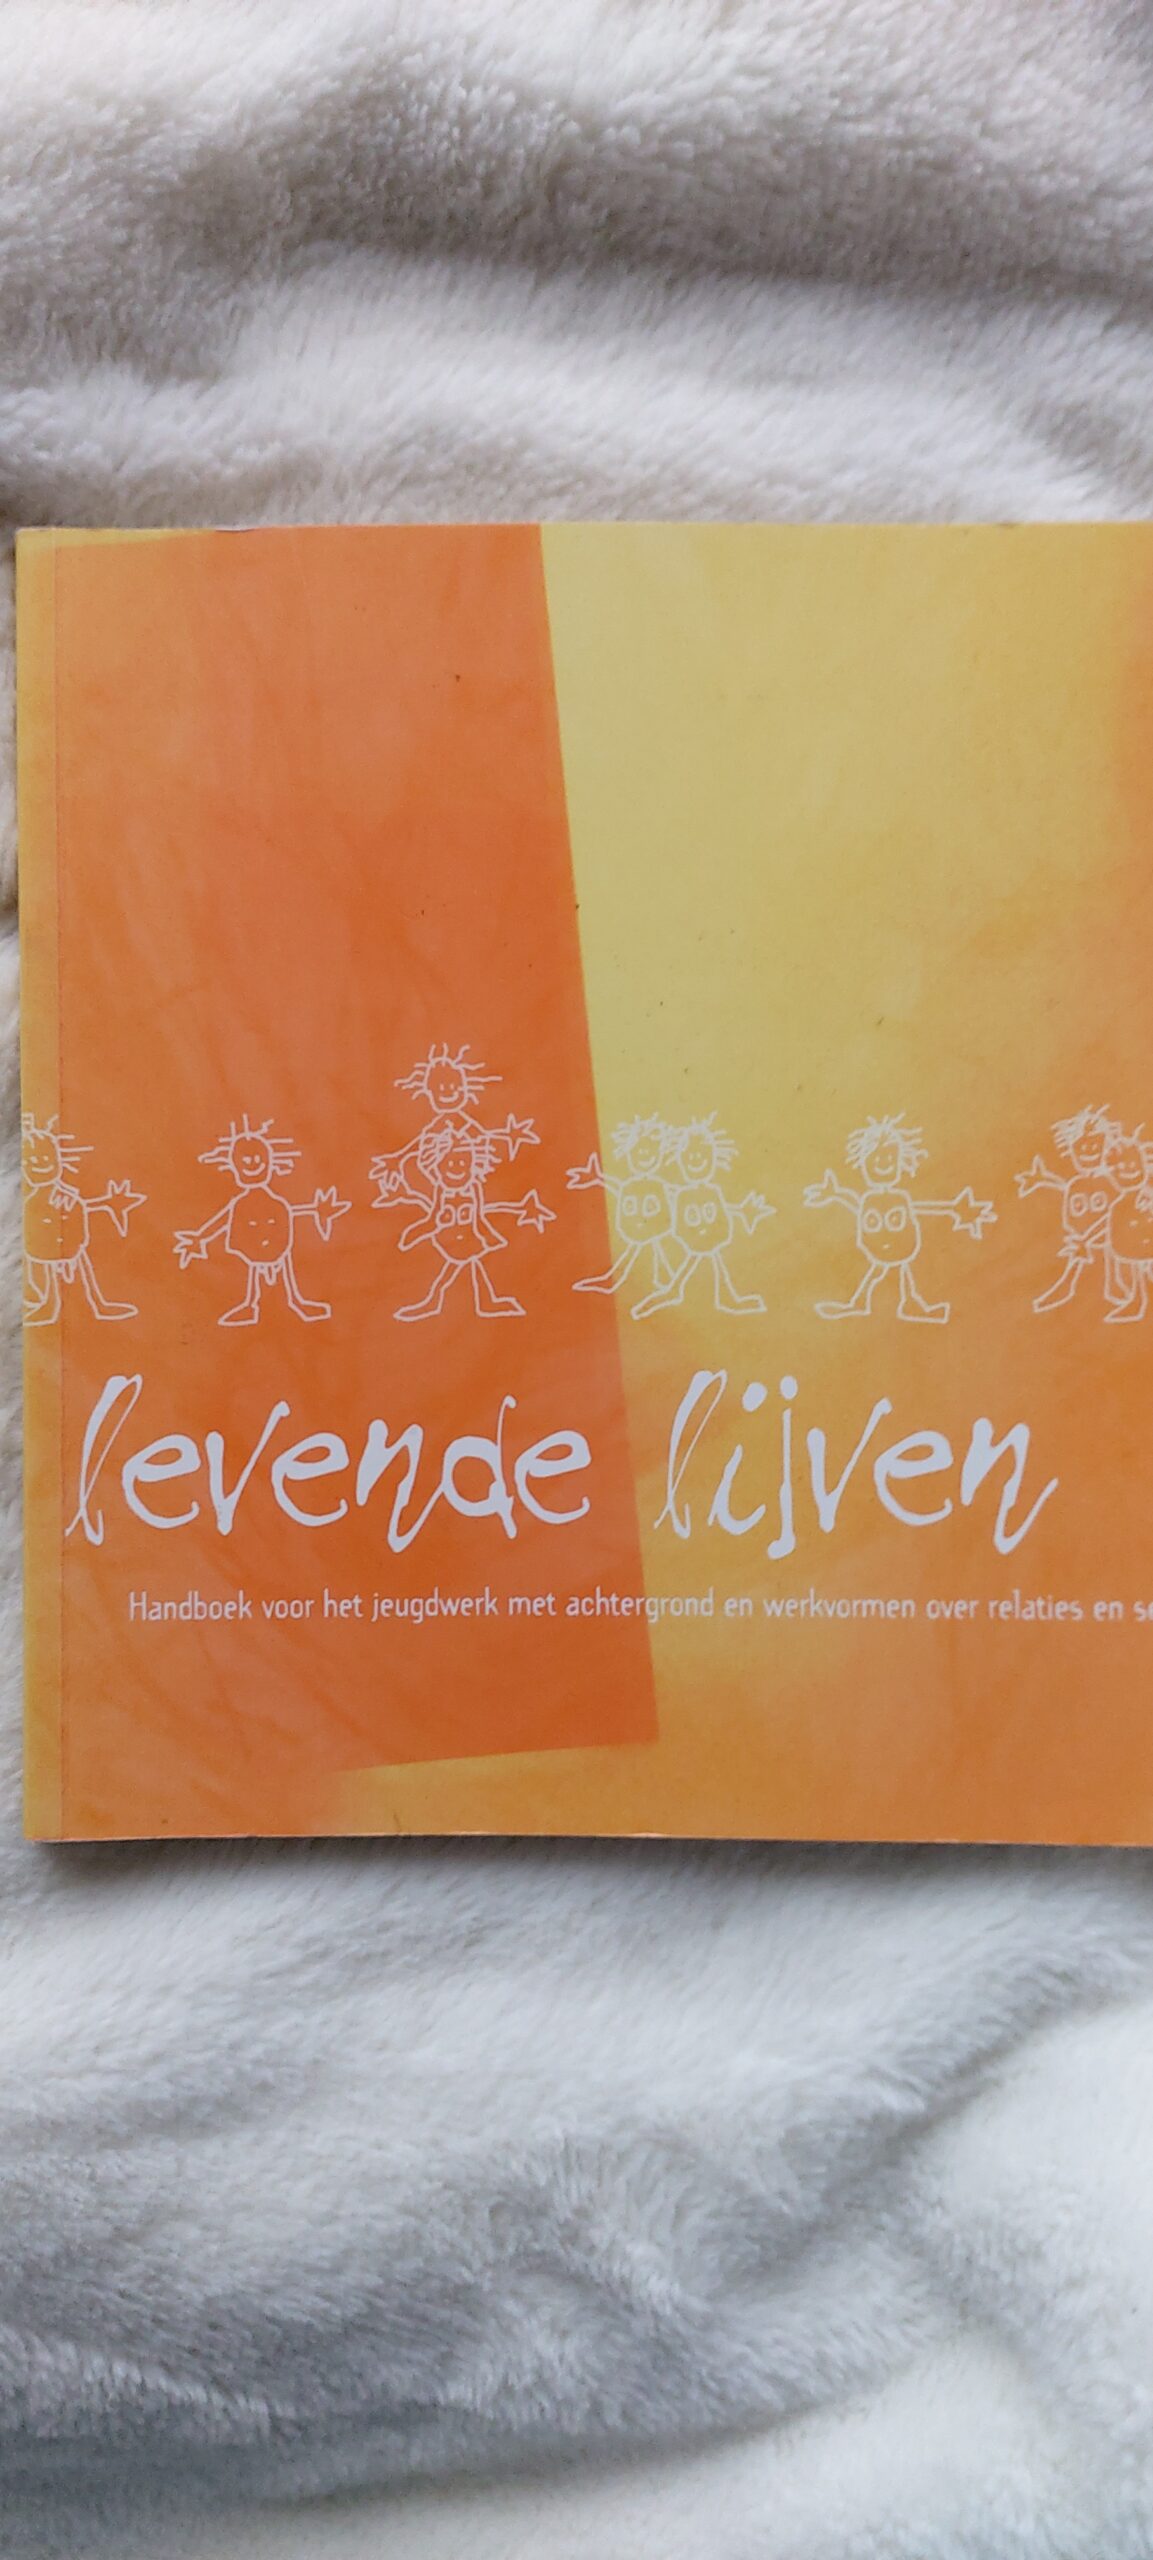 levende lijven
Handboek voor het jeugdwerk met achtergrond en werkvormen over relaties en